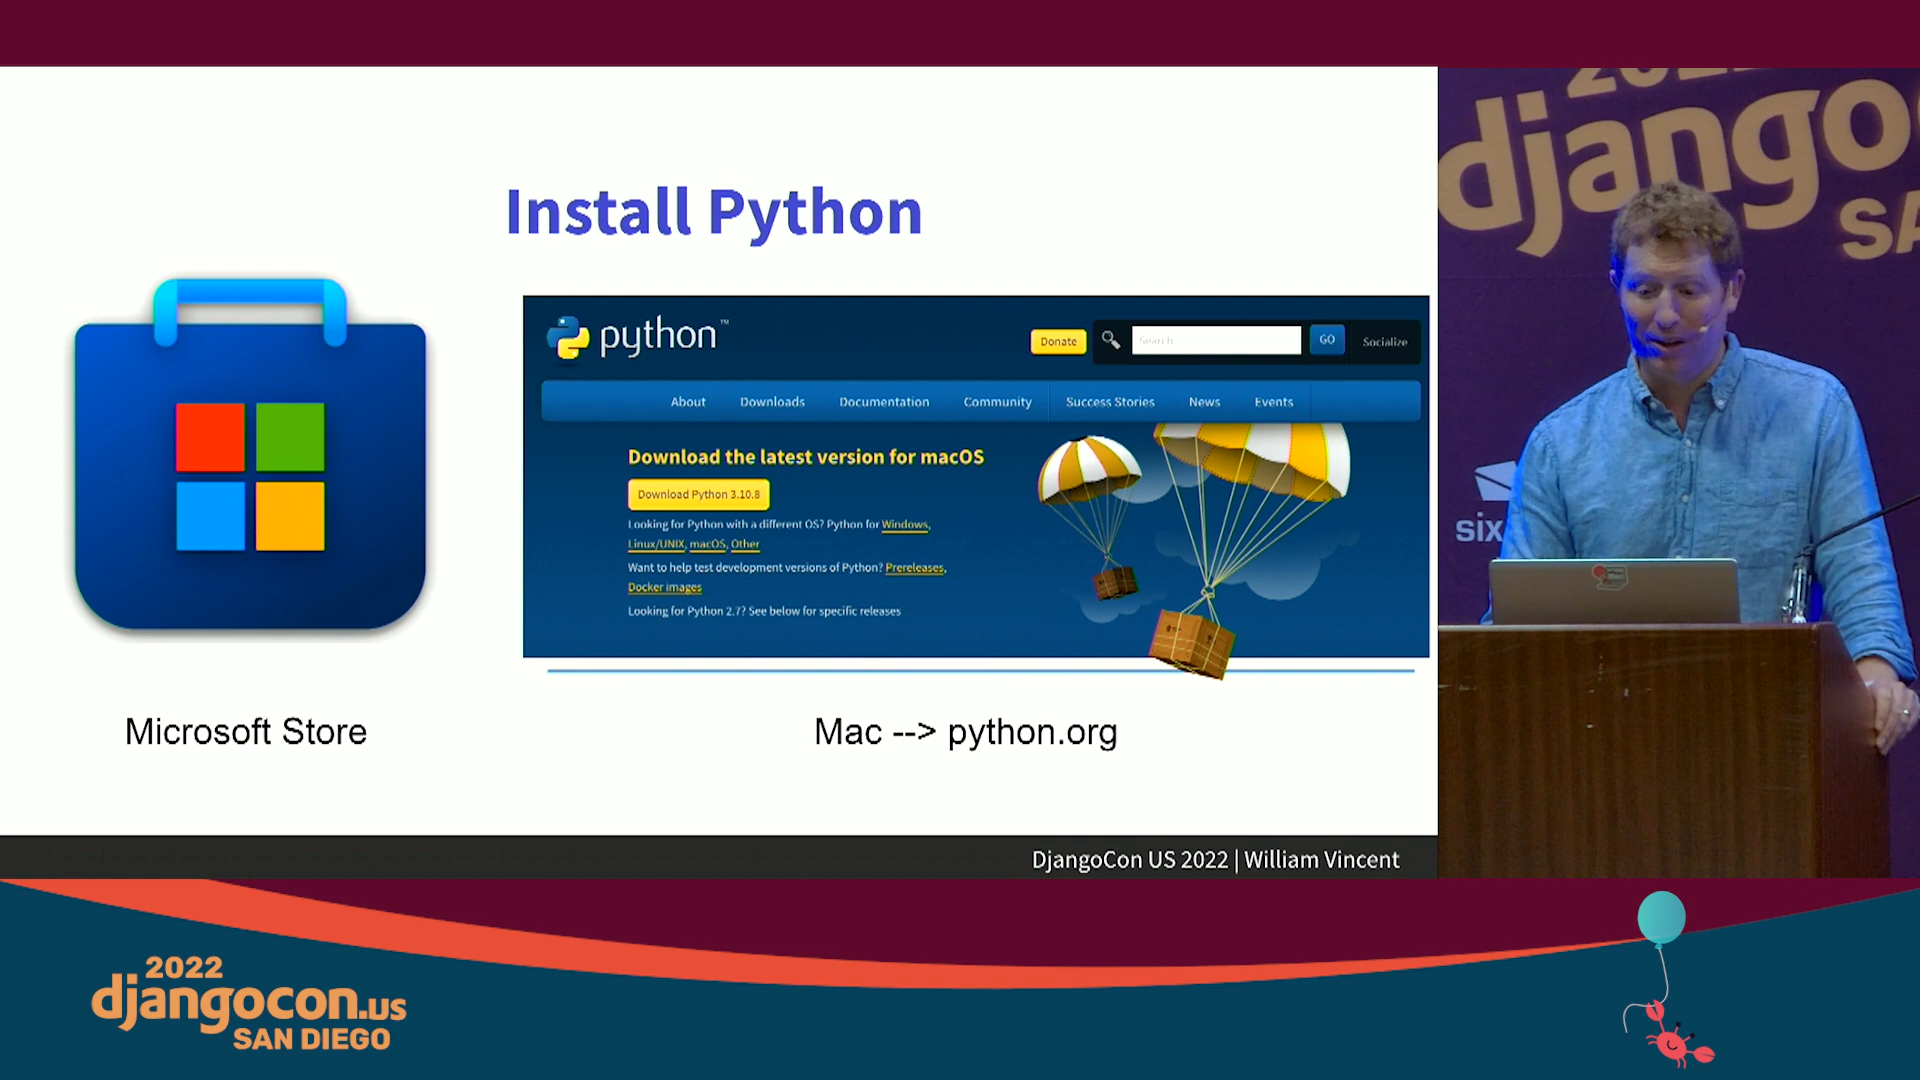 Install Python
python™
Donate
Search
GO
Socialize
About
Downloads
Documentation
Community
Success Stories
News
Events
Download the latest version for macOS
Download Python 3.10.8
Looking for Python with a different OS? Python for Windows,
Linux/UNIX, macOS, Other
Want to help test development versions of Python? Prereleases,
Docker images
Looking for Python 2.7? See below for specific releases
Microsoft Store
Mac --> python.org
DjangoCon US 2022 | William Vincent
django
SA
six
2022
djangocon.us
SAN DIEGO